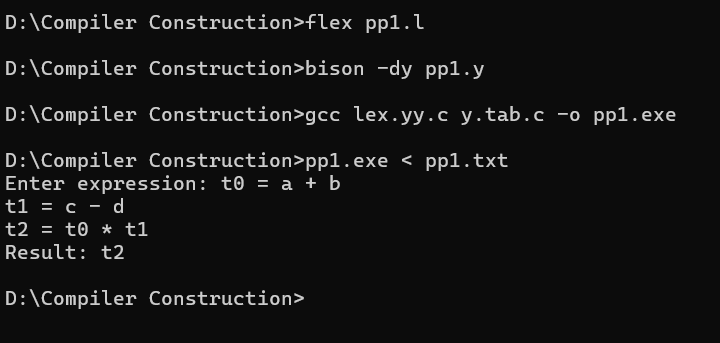 D:\Compiler Construction>flex pp1.l
D:\Compiler Construction>bison -dy pp1.y
D:\Compiler Construction>gcc lex.yy.c y.tab.c -o pp1.exe
D:\Compiler Construction>pp1.exe < pp1.txt
Enter expression: t0 = a + b
t1 = c - d
t2 = t0 * t1
Result: t2
D:\Compiler Construction>